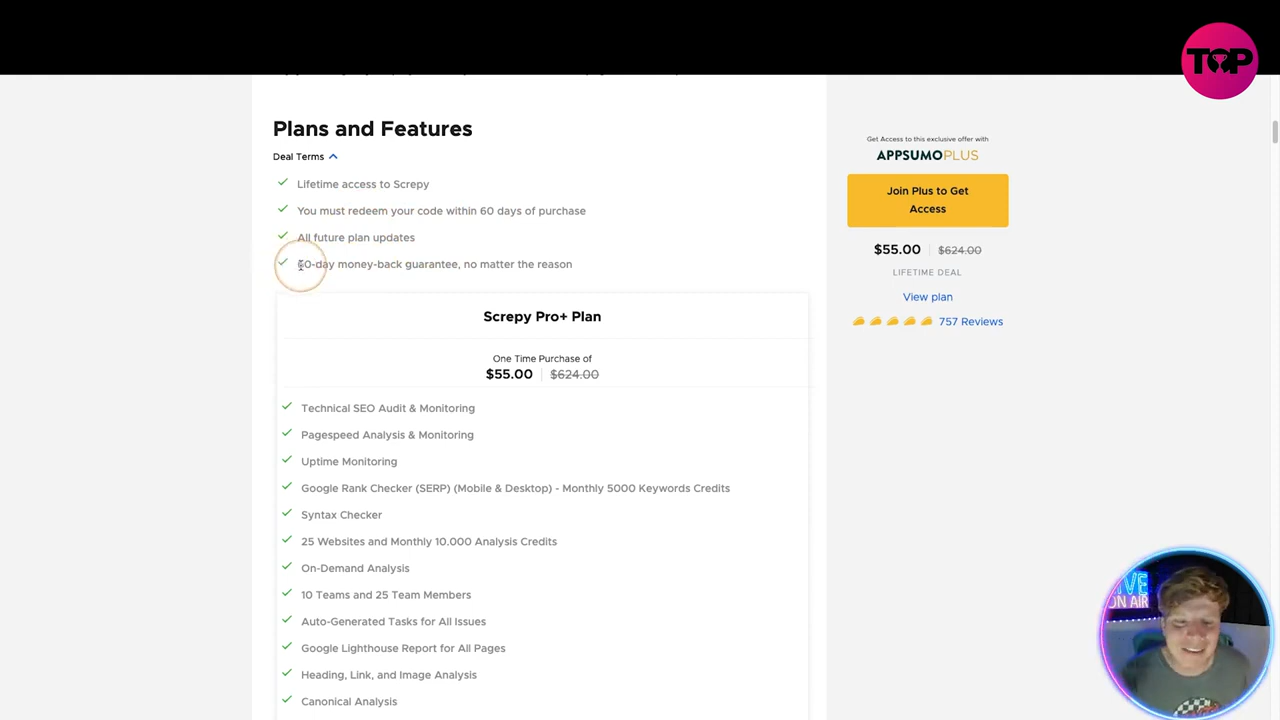 TOP
Plans and Features
Deal Terms
Lifetime access to Screpy
You must redeem your code within 60 days of purchase
All future plan updates
60-day money-back guarantee, no matter the reason
Screpy Pro+ Plan
One Time Purchase of
$55.00 $624.00
Technical SEO Audit & Monitoring
Pagespeed Analysis & Monitoring
Uptime Monitoring
Google Rank Checker (SERP) (Mobile & Desktop) - Monthly 5000 Keywords Credits
Syntax Checker
25 Websites and Monthly 10.000 Analysis Credits
On-Demand Analysis
10 Teams and 25 Team Members
Auto-Generated Tasks for All Issues
Google Lighthouse Report for All Pages
Heading, Link, and Image Analysis
Canonical Analysis
Get Access to this exclusive offer with
APPSUMOPLUS
Join Plus to Get
Access
$55.00 $624.00
LIFETIME DEAL
View plan
757 Reviews
ON AIR